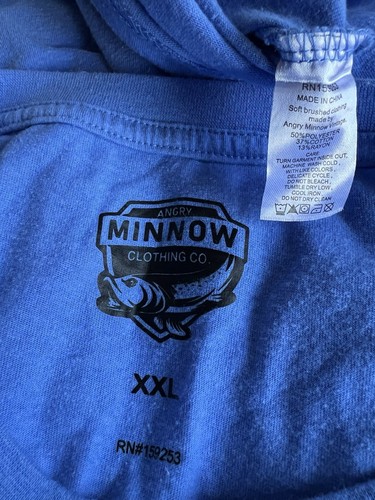 MADE IN CHINA
Soft brushed clothing
made by
Angry Minnow Vintage.
50%POLYESTER
37%COTTON
13%RAYON
CARE
TURN GARMENT INSIDE OUT,
MACHINE WASH COLD,
WITH LIKE COLORS,
DELICATE CYCLE,
DO NOT BLEACH,
TUMBLE DRY LOW,
COOL IRON,
DO NOT DRY CLEAN
ANGRY
MINNOW
CLOTHING CO.
XXL
RN#159253